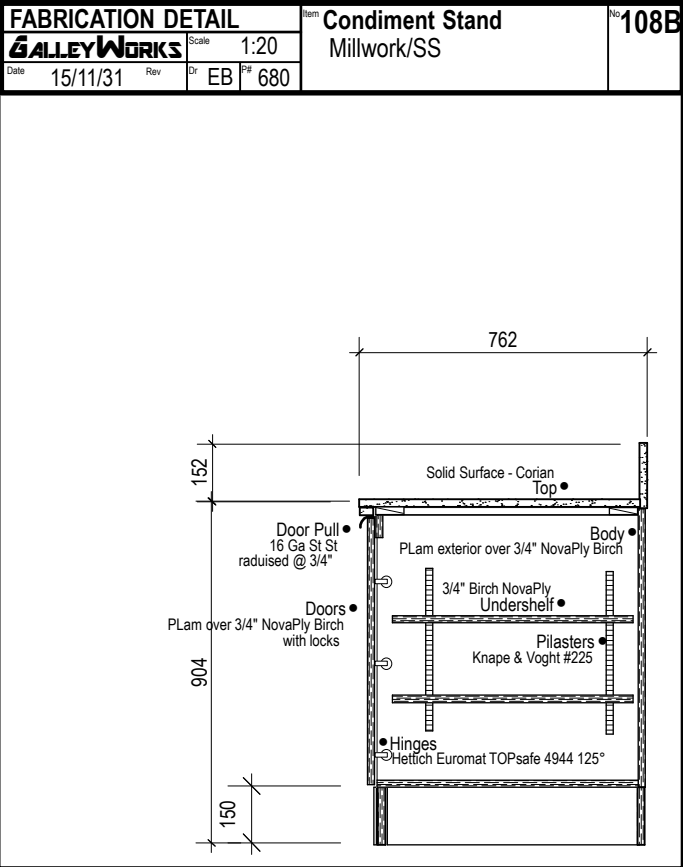 FABRICATION DETAIL
GALLEYWORKS
Scale 1:20
Date 15/11/31 Rev
Dr EB P# 680
Item Condiment Stand
Millwork/SS
No 108B
762
152
Solid Surface - Corian
Top
Door Pull
16 Ga St St
raduised @ 3/4"
Body
PLam exterior over 3/4" NovaPly Birch
3/4" Birch NovaPly
Undershelf
Doors
PLam over 3/4" NovaPly Birch
with locks
Pilasters
Knape & Voght #225
904
Hinges
Hettich Euromat TOPsafe 4944 125°
150